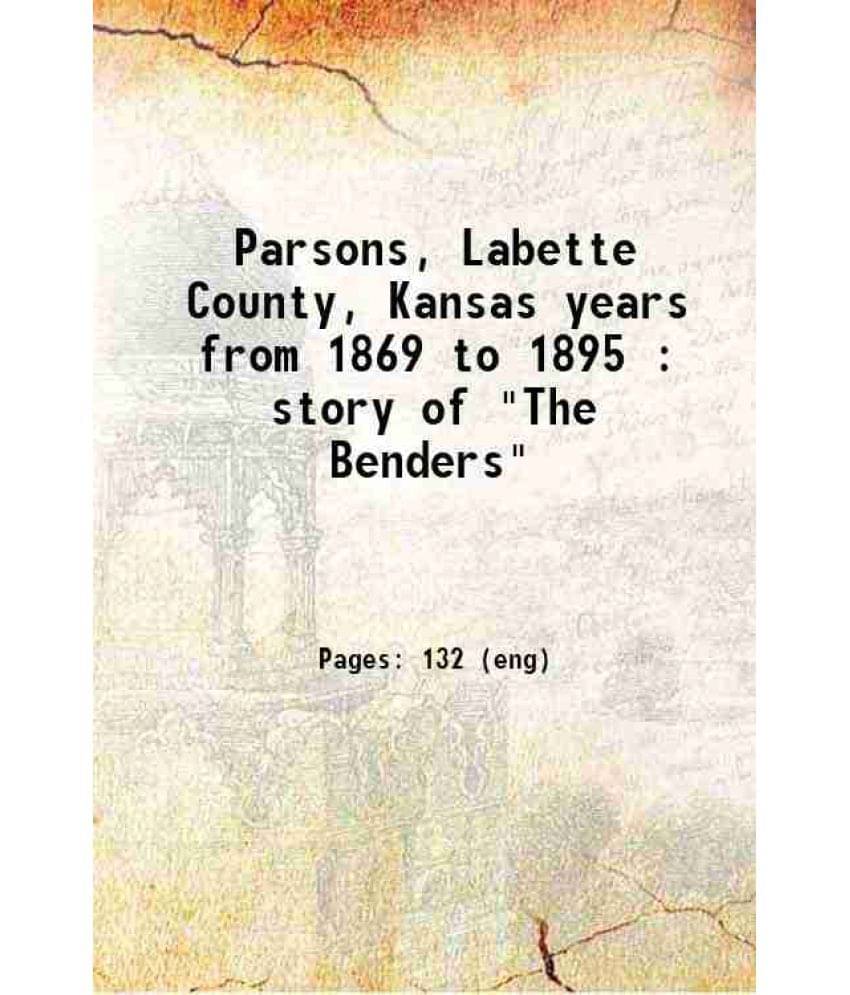 Parsons, Labette
County, Kansas years
from 1869 to 1895 :
story of "The
Benders"
Pages: 132 (eng)